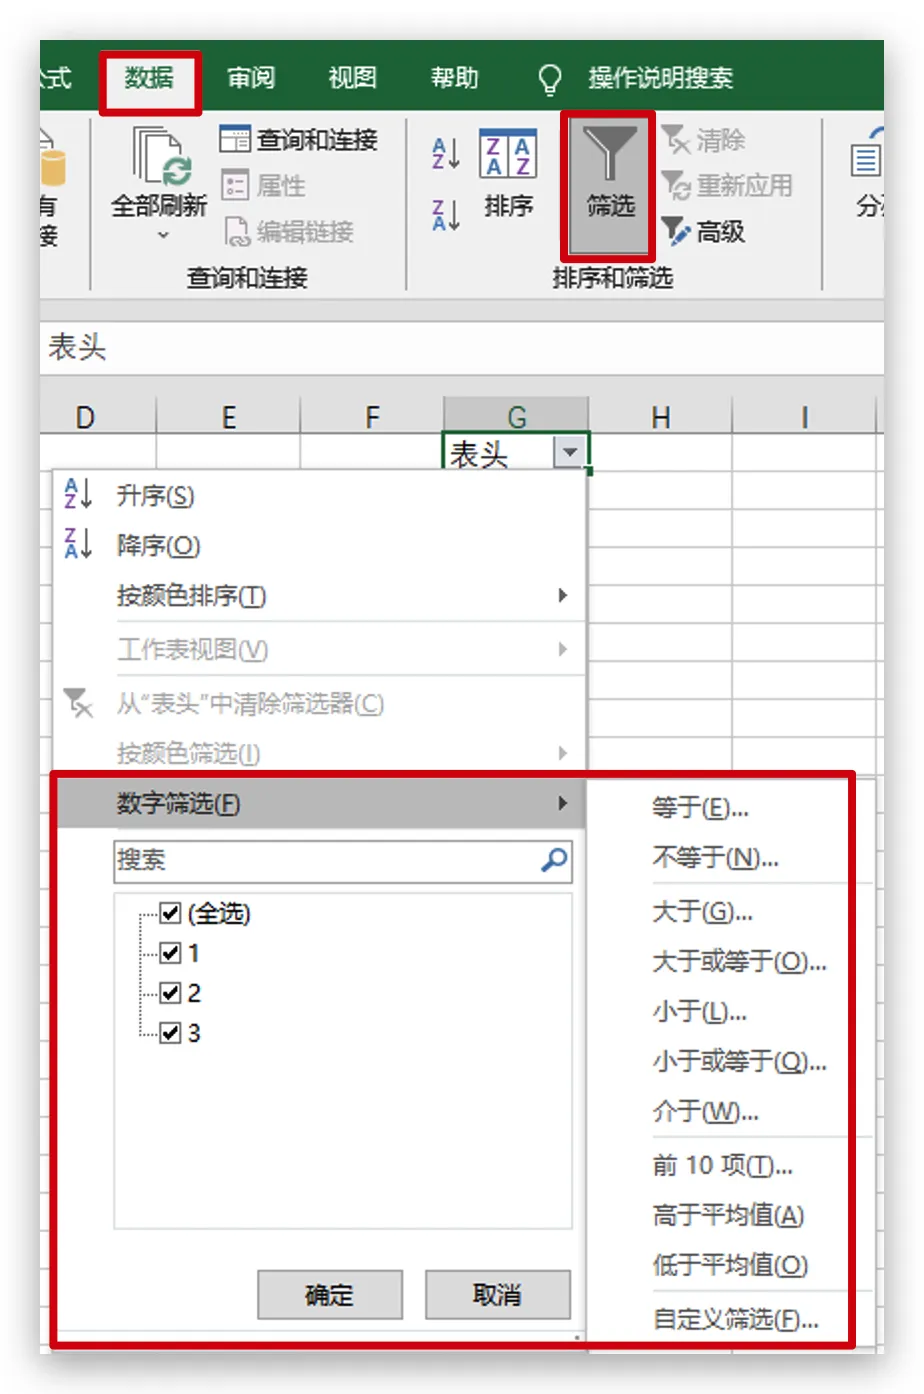 公式 数据 审阅 视图 帮助 操作说明搜索
查询和连接
清除
属性
重新应用
有 全部刷新 排序 筛选
编辑链接
高级
接
查询和连接 排序和筛选
表头
D E F G H I
表头
升序(S)
降序(O)
按颜色排序(T)
工作表视图(V)
从“表头”中清除筛选器(C)
按颜色筛选(I)
数字筛选(F)
搜索
(全选)
1
2
3
确定 取消
等于(E)...
不等于(N)...
大于(G)...
大于或等于(O)...
小于(L)...
小于或等于(Q)...
介于(W)...
前 10 项(T)...
高于平均值(A)
低于平均值(O)
自定义筛选(F)...